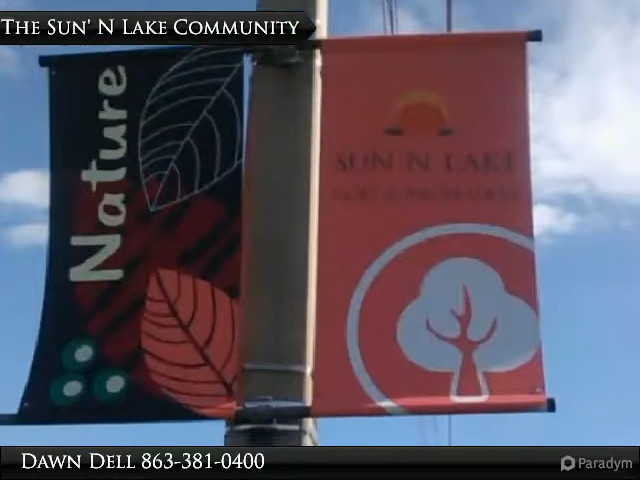 The Sun' N Lake Community
Nature
SUN 'N LAKE
Dawn Dell 863-381-0400
Paradym